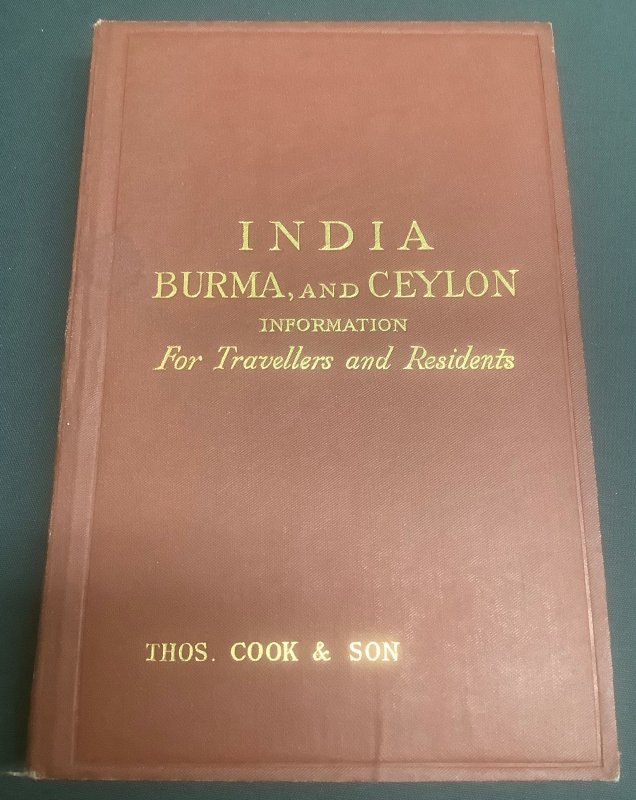 INDIA
BURMA, AND CEYLON
INFORMATION
For Travellers and Residents
THOS. COOK & SON